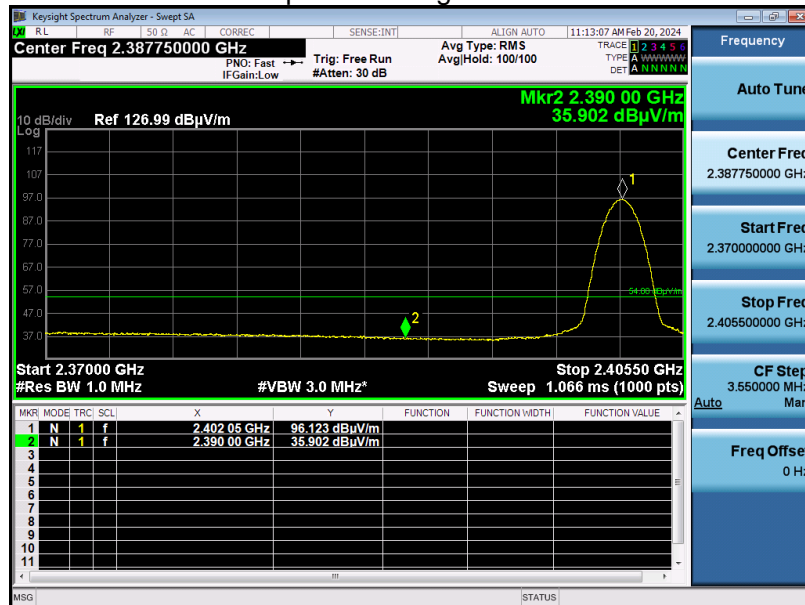 Keysight Spectrum Analyzer - Swept SA
LXI RL RF 50 Ω AC CORREC SENSE:INT ALIGN AUTO 11:13:07 AM Feb 20, 2024
Center Freq 2.387750000 GHz
PNO: Fast
IFGain:Low
Trig: Free Run
#Atten: 30 dB
Avg Type: RMS
Avg|Hold: 100/100
TRACE 1 2 3 4 5 6
TYPE A WWWWW
DET A N N N N N
Mkr2 2.390 00 GHz
35.902 dBµV/m
10 dB/div
Log
Ref 126.99 dBµV/m
117
107
97.0
87.0
77.0
67.0
57.0
47.0
37.0
1
54.00 dBµV/m
2
Start 2.37000 GHz
Stop 2.40550 GHz
#Res BW 1.0 MHz #VBW 3.0 MHz* Sweep 1.066 ms (1000 pts)
MKR MODE TRC SCL X Y FUNCTION FUNCTION WIDTH FUNCTION VALUE
1 N 1 f 2.402 05 GHz 96.123 dBµV/m
2 N 1 f 2.390 00 GHz 35.902 dBµV/m
3
4
5
6
7
8
9
10
11
MSG STATUS
Frequency
Auto Tune
Center Freq
2.387750000 GHz
Start Freq
2.370000000 GHz
Stop Freq
2.405500000 GHz
CF Step
3.550000 MHz
Auto Man
Freq Offset
0 Hz